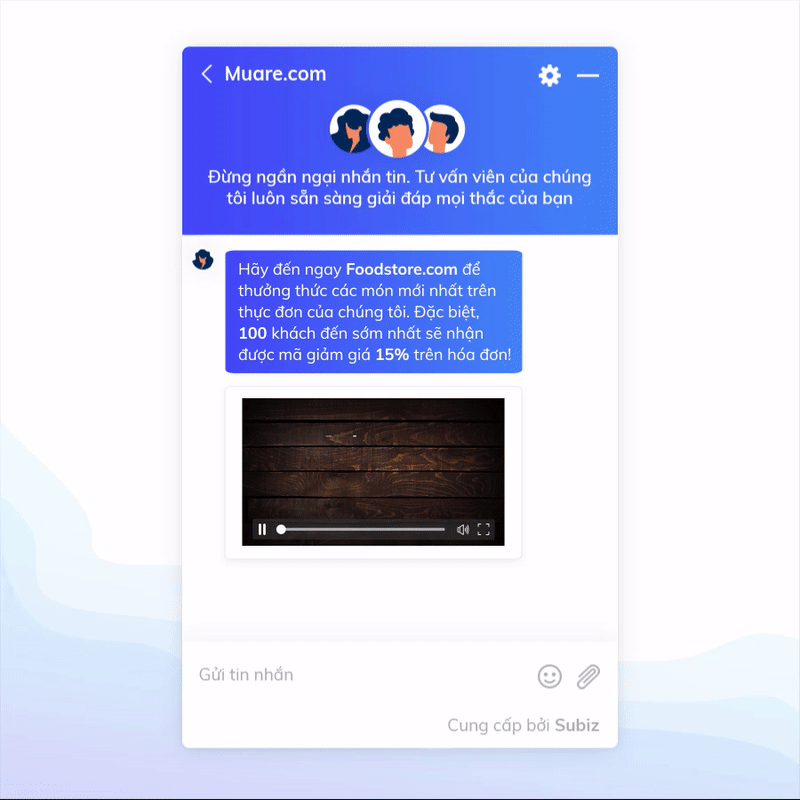 Muare.com
Đừng ngần ngại nhắn tin. Tư vấn viên của chúng
tôi luôn sẵn sàng giải đáp mọi thắc của bạn
Hãy đến ngay Foodstore.com để
thưởng thức các món mới nhất trên
thực đơn của chúng tôi. Đặc biệt,
100 khách đến sớm nhất sẽ nhận
được mã giảm giá 15% trên hóa đơn!
Gửi tin nhắn
Cung cấp bởi Subiz